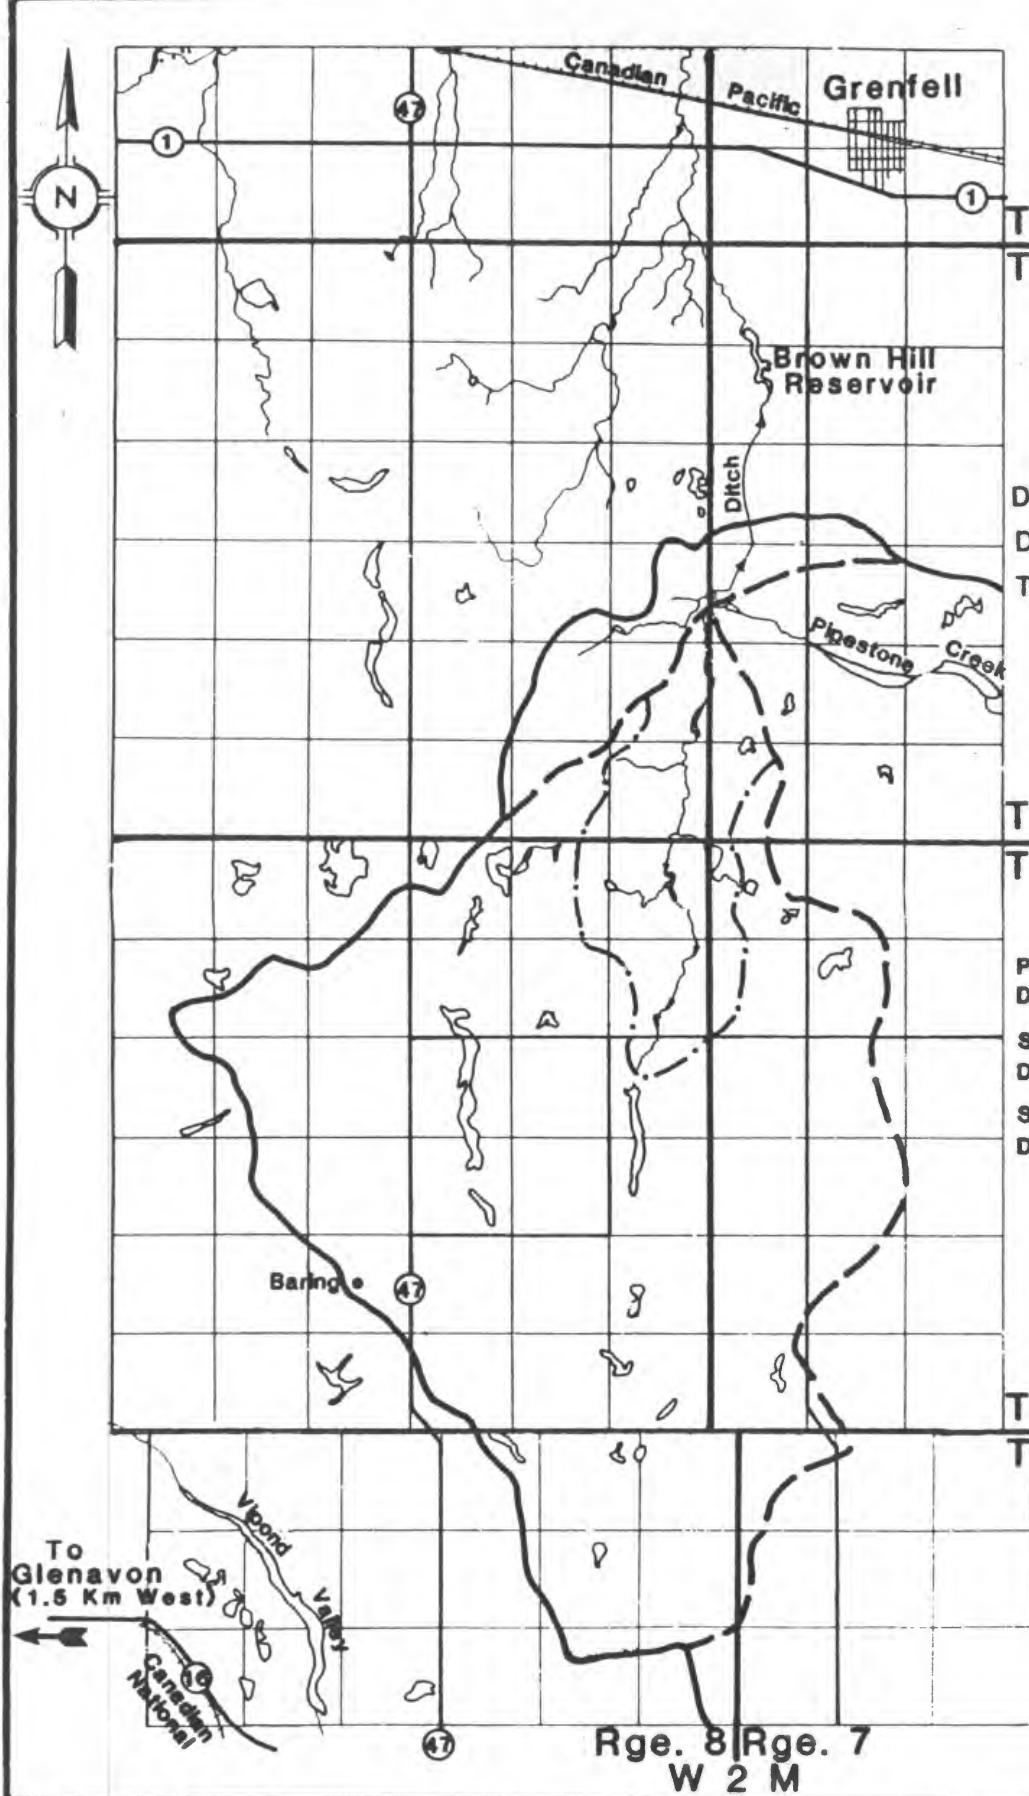 Canadian
Pacific
Grenfell
47
1
N
1
T
T
Brown Hill
Reservoir
Ditch
D
D
T
Pipestone
Creek
T
T
P
D
S
D
S
D
Baring
47
T
T
Vipond
Valley
To
Glenavon
(1.5 Km West)
16
Canadian
National
47
Rge. 8 Rge. 7
W 2 M